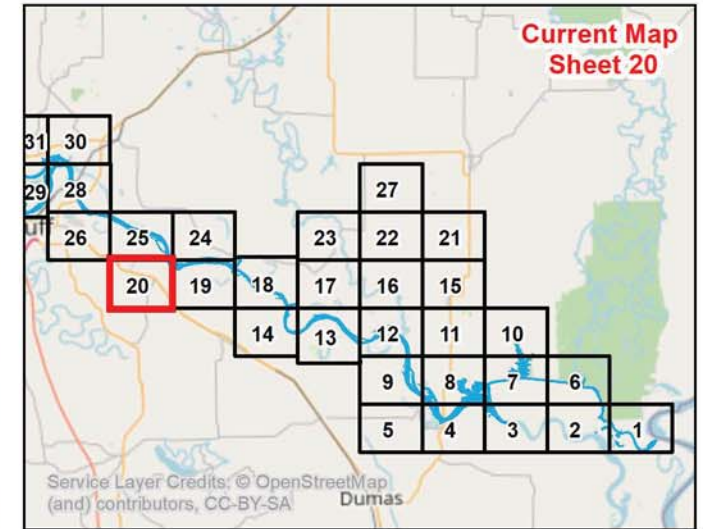 Current Map
Sheet 20
31 30
27
29 28
uff
26 25 24 23 22 21
20 19 18 17 16 15
14 13 12 11 10
9 8 7 6
5 4 3 2 1
Service Layer Credits: © OpenStreetMap
(and) contributors, CC-BY-SA
Dumas